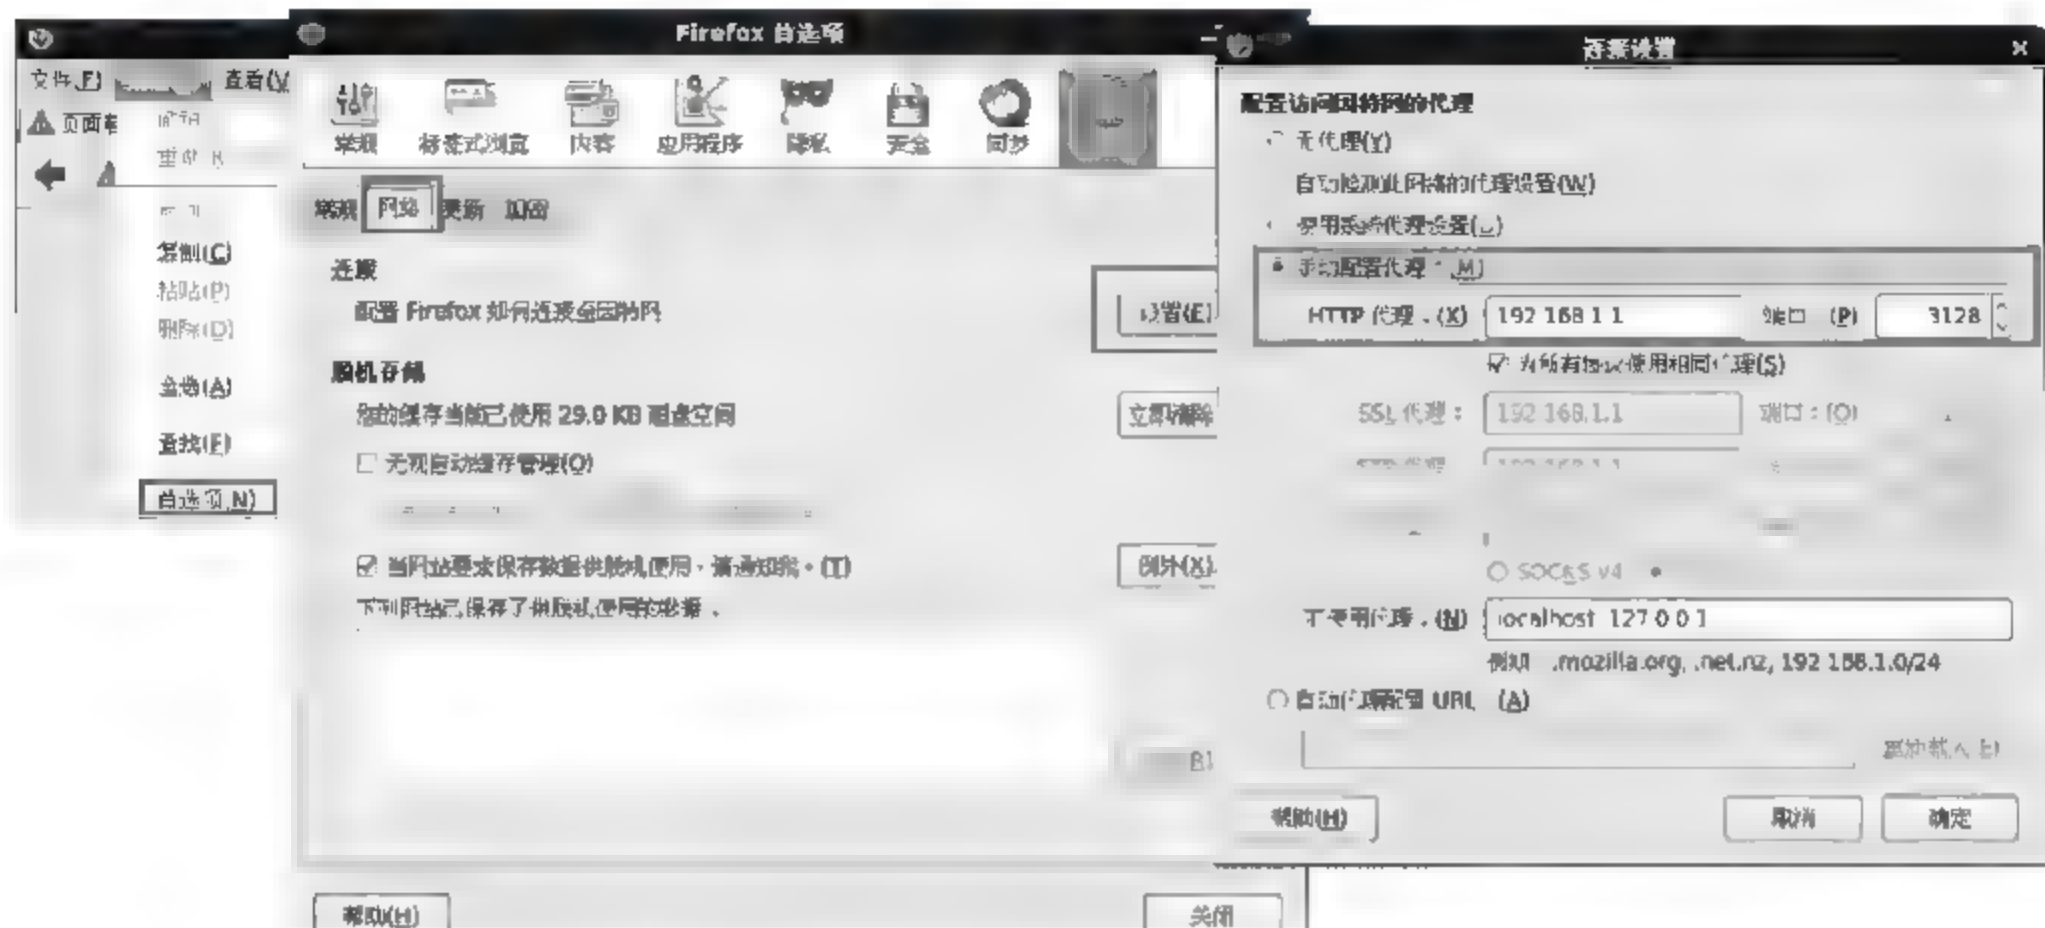 文件(F)
查看(V
页面
重做 R
复制(C)
粘贴(P)
删除(D)
全选(A)
查找(F)
首选项(N)
Firefox 首选项
常规 标签式浏览 内容 应用程序 隐私 安全 同步
常规 网络 更新 加密
连接
配置 Firefox 如何连接至因特网
设置(E)
脱机存储
您的缓存当前已使用 29.0 KB 磁盘空间
立即清除
无视自动缓存管理(O)
当网站要求保存数据供脱机使用,请通知我。(T)
例外(X)
下列网站已保存了供脱机使用的数据:
帮助(H)
关闭
连接设置
配置访问因特网的代理
无代理(Y)
自动检测此网络的代理设置(W)
使用系统代理设置(U)
手动配置代理:(M)
HTTP 代理:(X) 192.168.1.1 端口:(P) 3128
为所有协议使用相同代理(S)
SSL 代理: 192.168.1.1 端口:(O)
SOCKS v4
不使用代理:(N) localhost, 127.0.0.1
例如:.mozilla.org, .net.nz, 192.168.1.0/24
自动代理配置 URL:(A)
重新载入(E)
帮助(H) 取消 确定